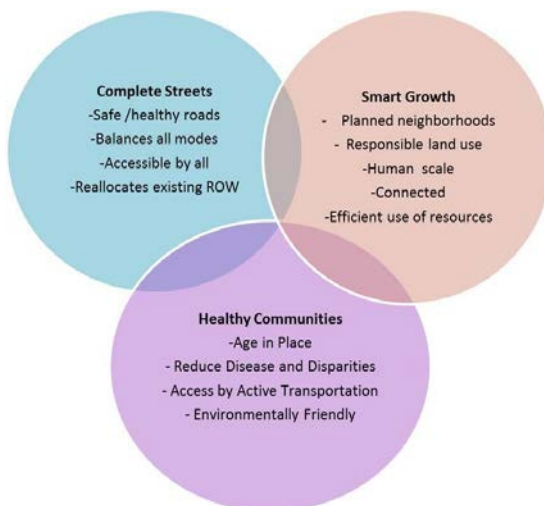 Complete Streets
-Safe /healthy roads
-Balances all modes
-Accessible by all
-Reallocates existing ROW
Smart Growth
- Planned neighborhoods
- Responsible land use
-Human scale
-Connected
-Efficient use of resources
Healthy Communities
-Age in Place
- Reduce Disease and Disparities
- Access by Active Transportation
- Environmentally Friendly